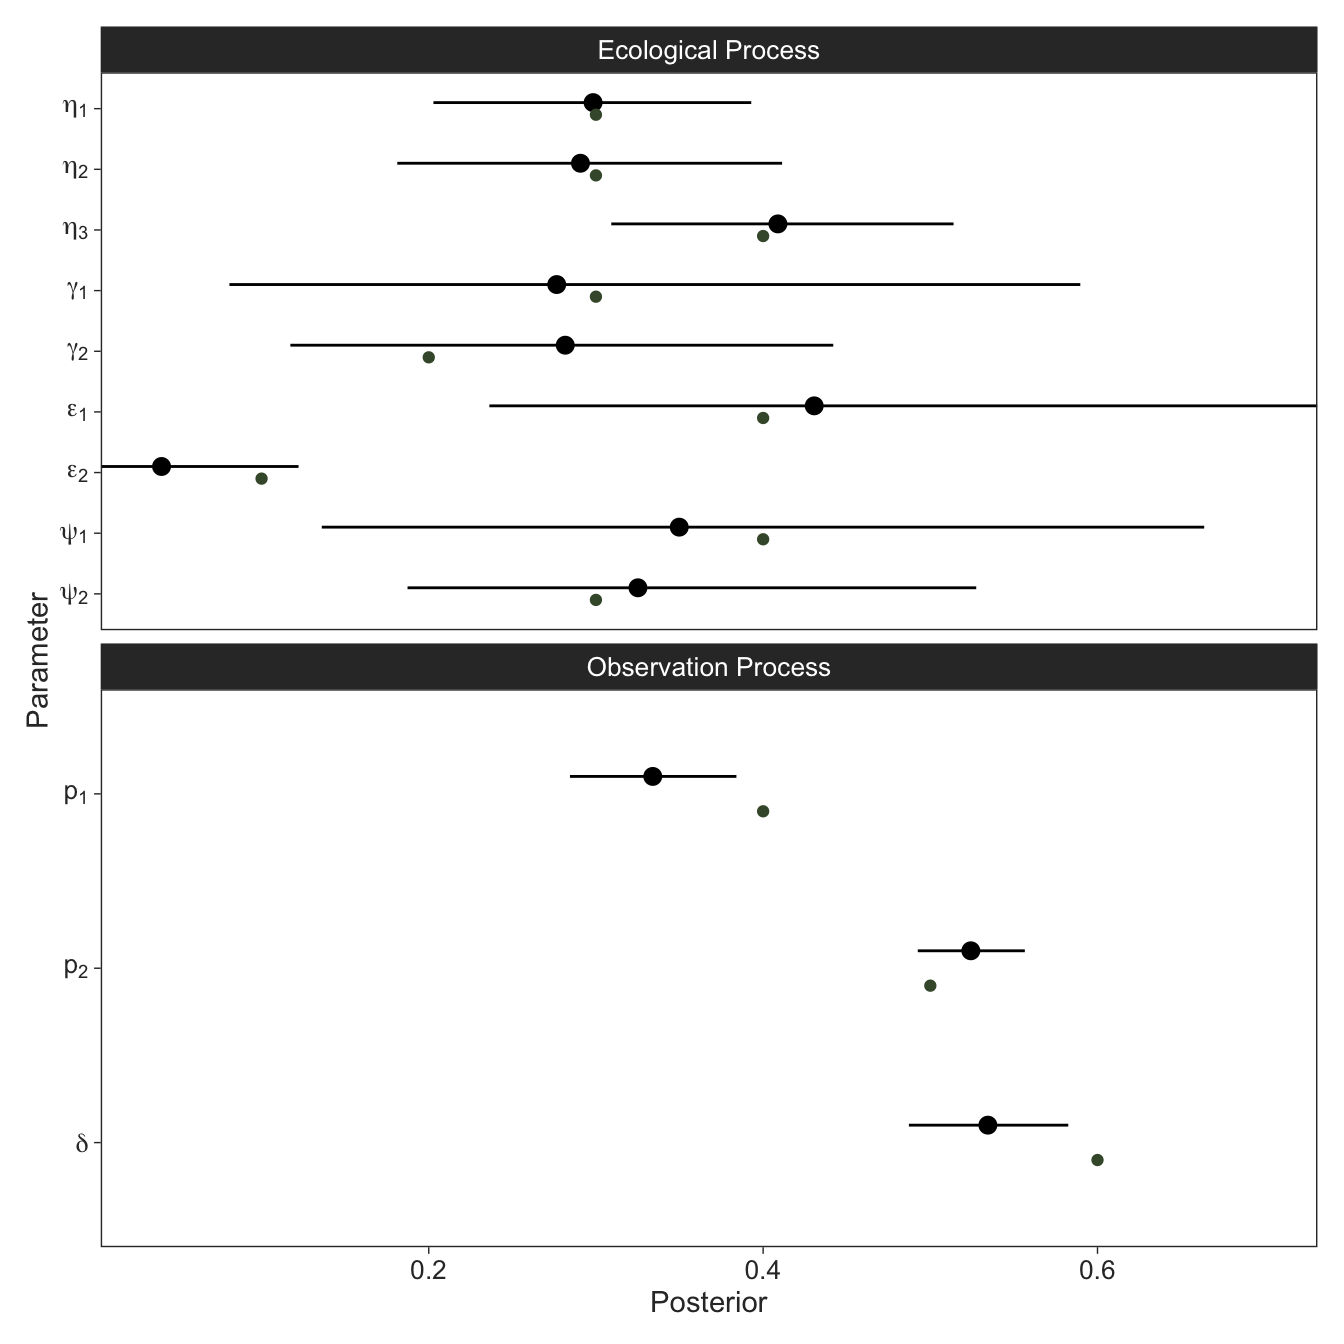 Ecological Process
η1
η2
η3
γ1
γ2
ε1
ε2
ψ1
ψ2
Parameter
Observation Process
p1
p2
δ
0.2 0.4 0.6
Posterior